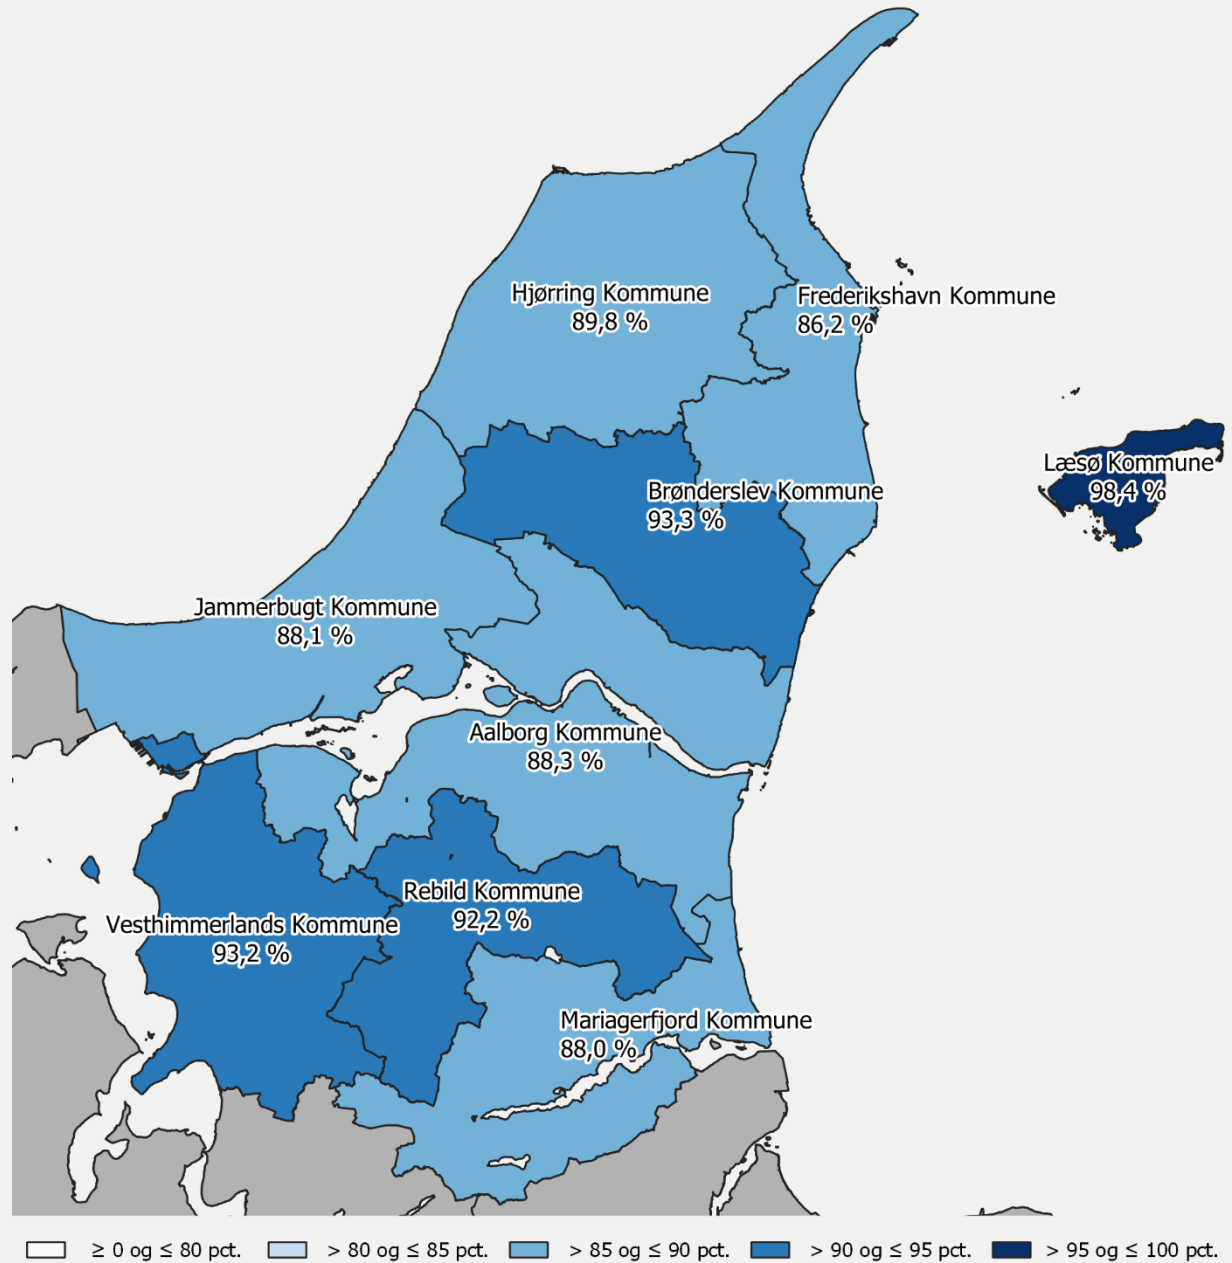 Hjørring Kommune
89,8 %
Frederikshavn Kommune
86,2 %
Læsø Kommune
98,4 %
Brønderslev Kommune
93,3 %
Jammerbugt Kommune
88,1 %
Aalborg Kommune
88,3 %
Rebild Kommune
92,2 %
Vesthimmerlands Kommune
93,2 %
Mariagerfjord Kommune
88,0 %
≥ 0 og ≤ 80 pct.
> 80 og ≤ 85 pct.
> 85 og ≤ 90 pct.
> 90 og ≤ 95 pct.
> 95 og ≤ 100 pct.